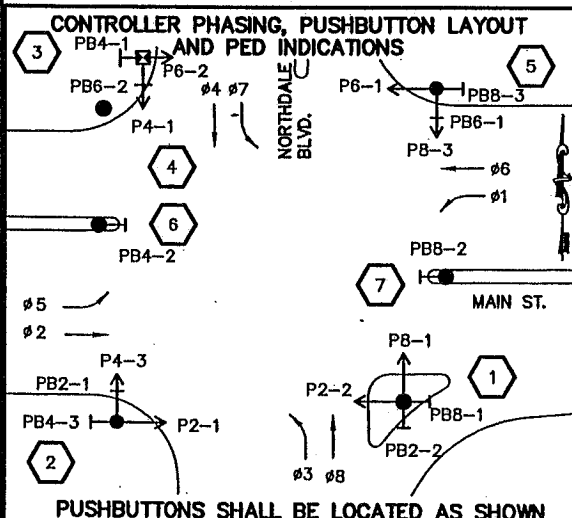 CONTROLLER PHASING, PUSHBUTTON LAYOUT
AND PED INDICATIONS
3
PB4-1
P6-2
PB6-2
P4-1
ø4 ø7
NORTHDALE
BLVD.
5
P6-1
PB8-3
PB6-1
P8-3
4
ø6
ø1
6
PB4-2
PB8-2
7
MAIN ST.
ø5
ø2
P4-3
PB2-1
PB4-3
P2-1
2
P8-1
P2-2
1
PB8-1
PB2-2
ø3 ø8
PUSHBUTTONS SHALL BE LOCATED AS SHOWN